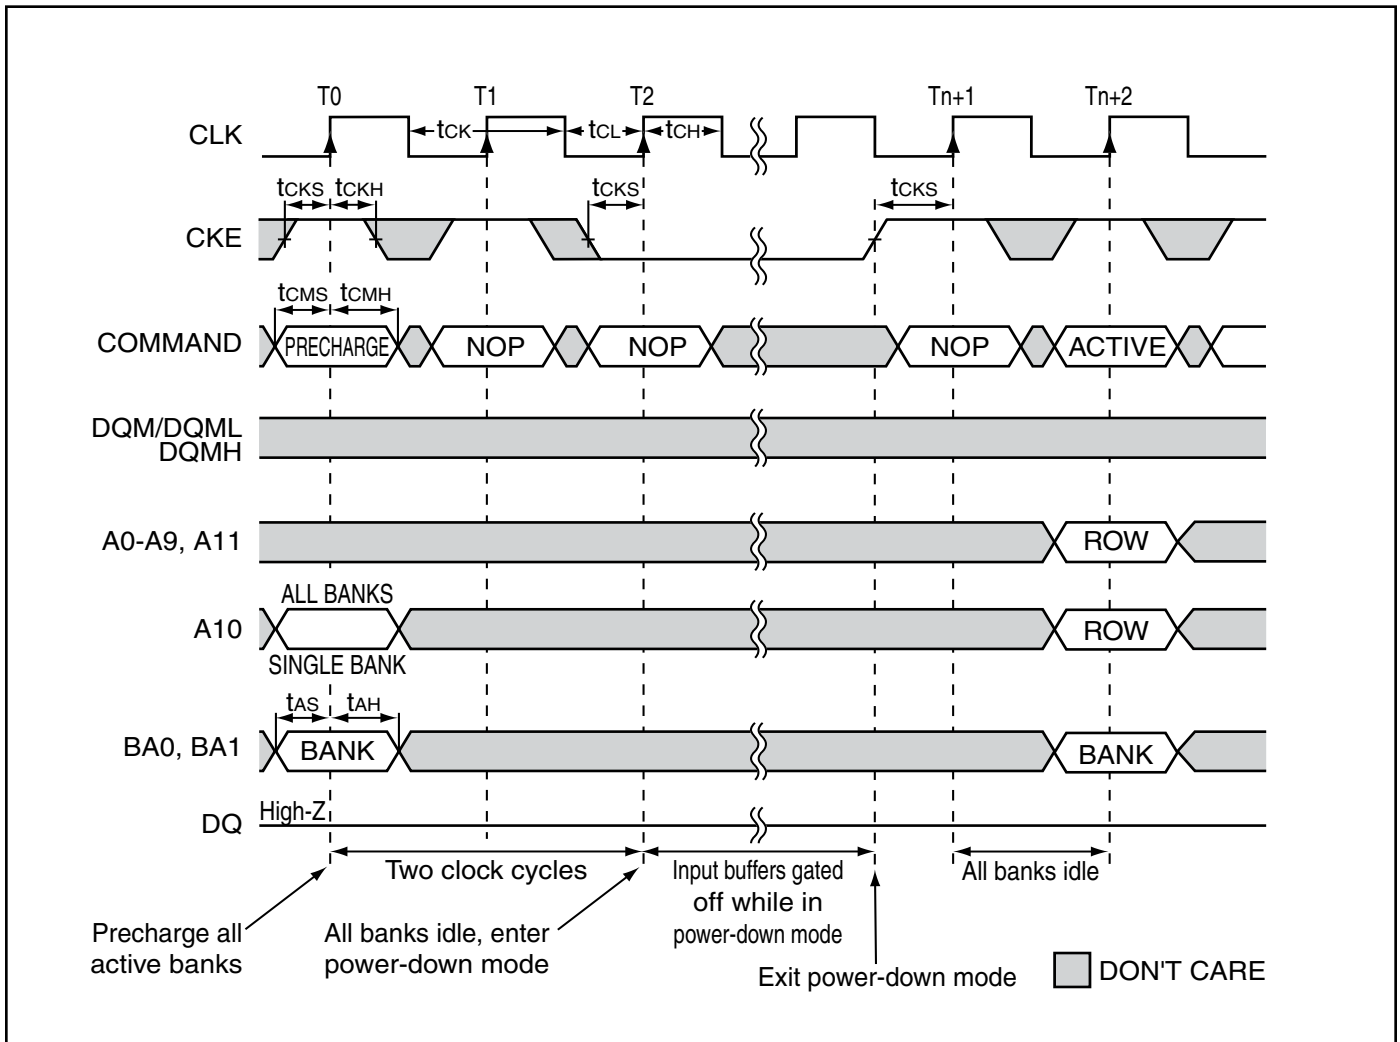 T0 T1 T2 Tn+1 Tn+2
CLK tCK tCL tCH
tCKS tCKH tCKS tCKS
CKE
tCMS tCMH
COMMAND PRECHARGE NOP NOP NOP ACTIVE
DQM/DQML
DQMH
A0-A9, A11 ROW
ALL BANKS
A10 ROW
SINGLE BANK
tAS tAH
BA0, BA1 BANK BANK
DQ High-Z
Two clock cycles
Input buffers gated
off while in
power-down mode
All banks idle
Precharge all
active banks
All banks idle, enter
power-down mode
Exit power-down mode
DON'T CARE